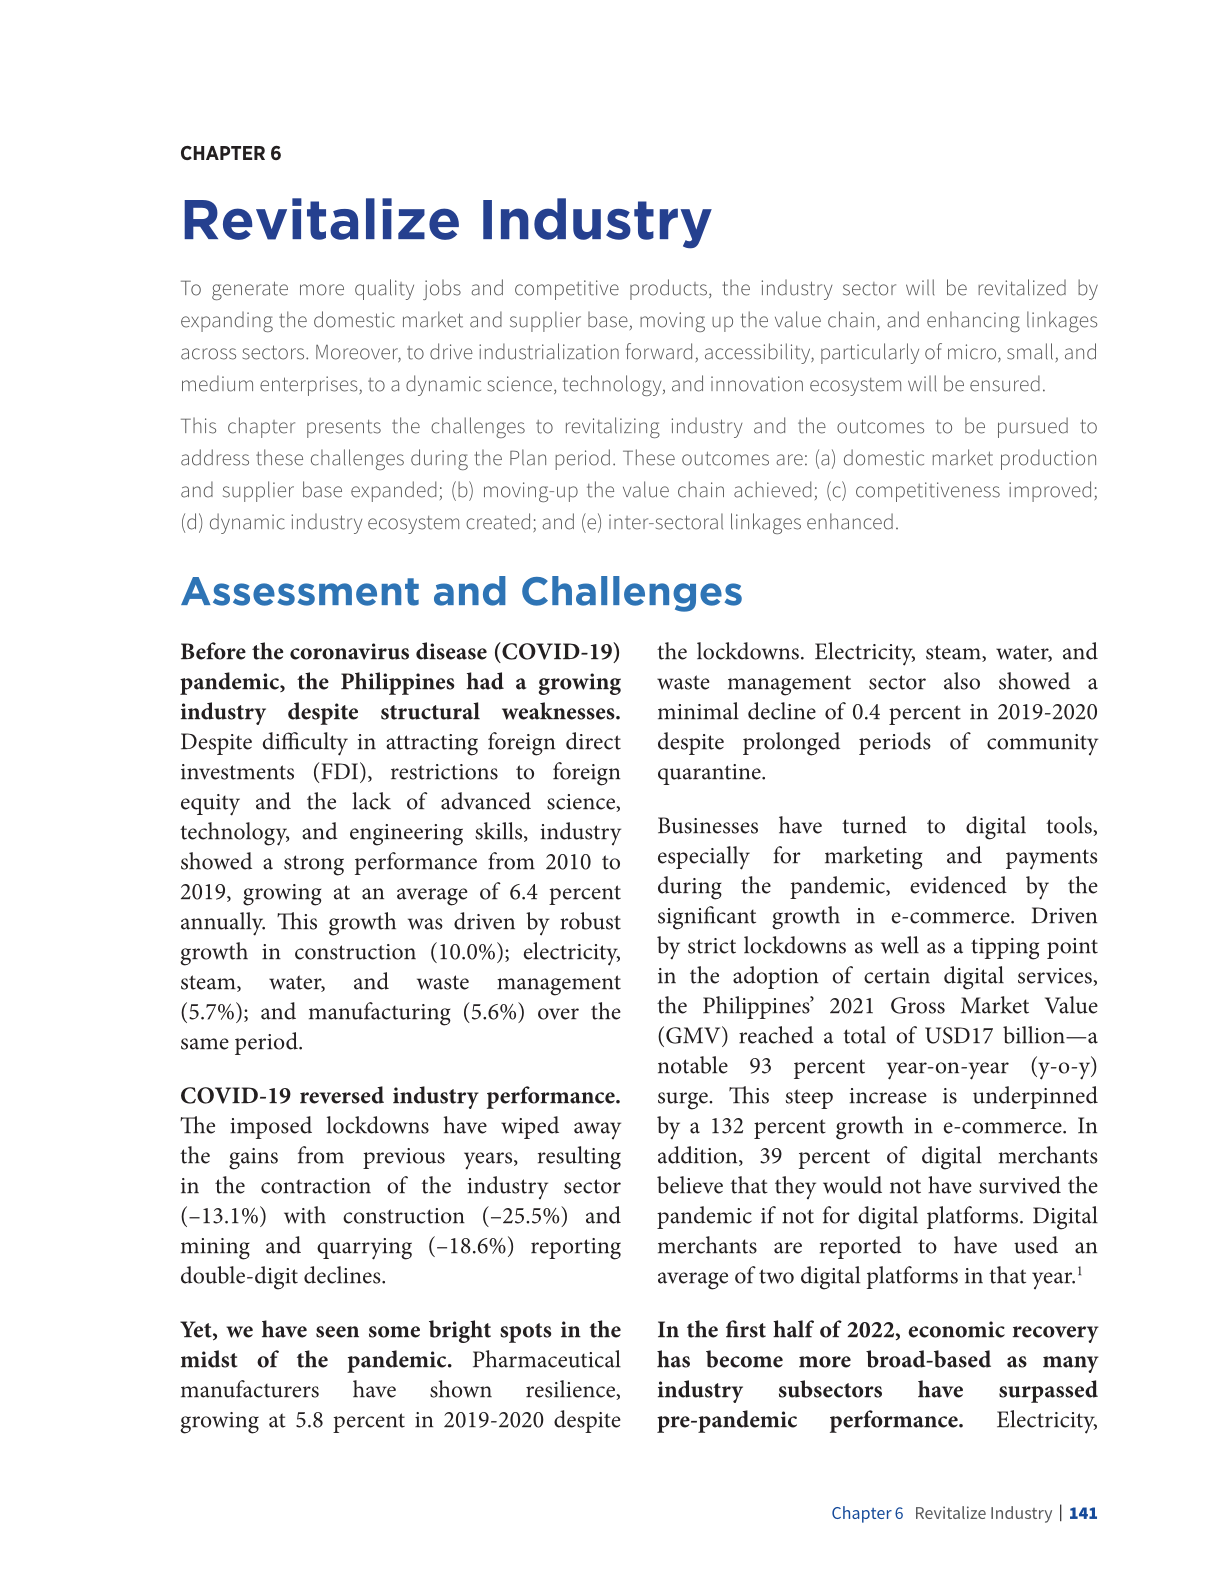 CHAPTER 6
Revitalize Industry
To generate more quality jobs and competitive products, the industry sector will be revitalized by
expanding the domestic market and supplier base, moving up the value chain, and enhancing linkages
across sectors. Moreover, to drive industrialization forward, accessibility, particularly of micro, small, and
medium enterprises, to a dynamic science, technology, and innovation ecosystem will be ensured.
This chapter presents the challenges to revitalizing industry and the outcomes to be pursued to
address these challenges during the Plan period. These outcomes are: (a) domestic market production
and supplier base expanded; (b) moving-up the value chain achieved; (c) competitiveness improved;
(d) dynamic industry ecosystem created; and (e) inter-sectoral linkages enhanced.
Assessment and Challenges
Before the coronavirus disease (COVID-19)
pandemic, the Philippines had a growing
industry despite structural weaknesses.
Despite difficulty in attracting foreign direct
investments (FDI), restrictions to foreign
equity and the lack of advanced science,
technology, and engineering skills, industry
showed a strong performance from 2010 to
2019, growing at an average of 6.4 percent
annually. This growth was driven by robust
growth in construction (10.0%); electricity,
steam, water, and waste management
(5.7%); and manufacturing (5.6%) over the
same period.
COVID-19 reversed industry performance.
The imposed lockdowns have wiped away
the gains from previous years, resulting
in the contraction of the industry sector
(–13.1%) with construction (–25.5%) and
mining and quarrying (–18.6%) reporting
double-digit declines.
Yet, we have seen some bright spots in the
midst of the pandemic. Pharmaceutical
manufacturers have shown resilience,
growing at 5.8 percent in 2019-2020 despite
the lockdowns. Electricity, steam, water, and
waste management sector also showed a
minimal decline of 0.4 percent in 2019-2020
despite prolonged periods of community
quarantine.
Businesses have turned to digital tools,
especially for marketing and payments
during the pandemic, evidenced by the
significant growth in e-commerce. Driven
by strict lockdowns as well as a tipping point
in the adoption of certain digital services,
the Philippines’ 2021 Gross Market Value
(GMV) reached a total of USD17 billion—a
notable 93 percent year-on-year (y-o-y)
surge. This steep increase is underpinned
by a 132 percent growth in e-commerce. In
addition, 39 percent of digital merchants
believe that they would not have survived the
pandemic if not for digital platforms. Digital
merchants are reported to have used an
average of two digital platforms in that year.1
In the first half of 2022, economic recovery
has become more broad-based as many
industry subsectors have surpassed
pre-pandemic performance. Electricity,
Chapter 6 Revitalize Industry | 141